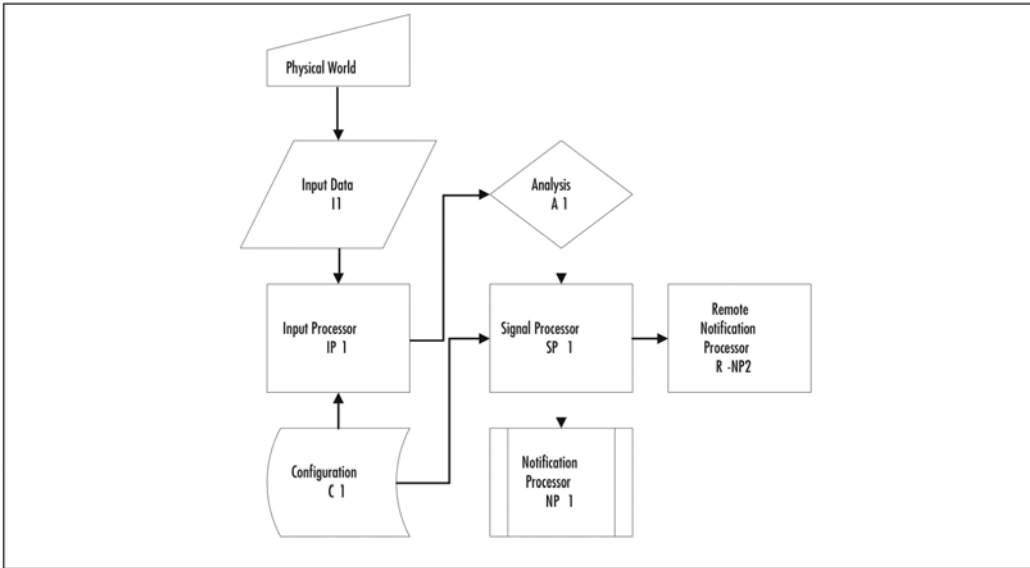 Physical World
Input Data
I1
Analysis
A 1
Input Processor
IP 1
Signal Processor
SP 1
Remote
Notification
Processor
R -NP2
Configuration
C 1
Notification
Processor
NP 1